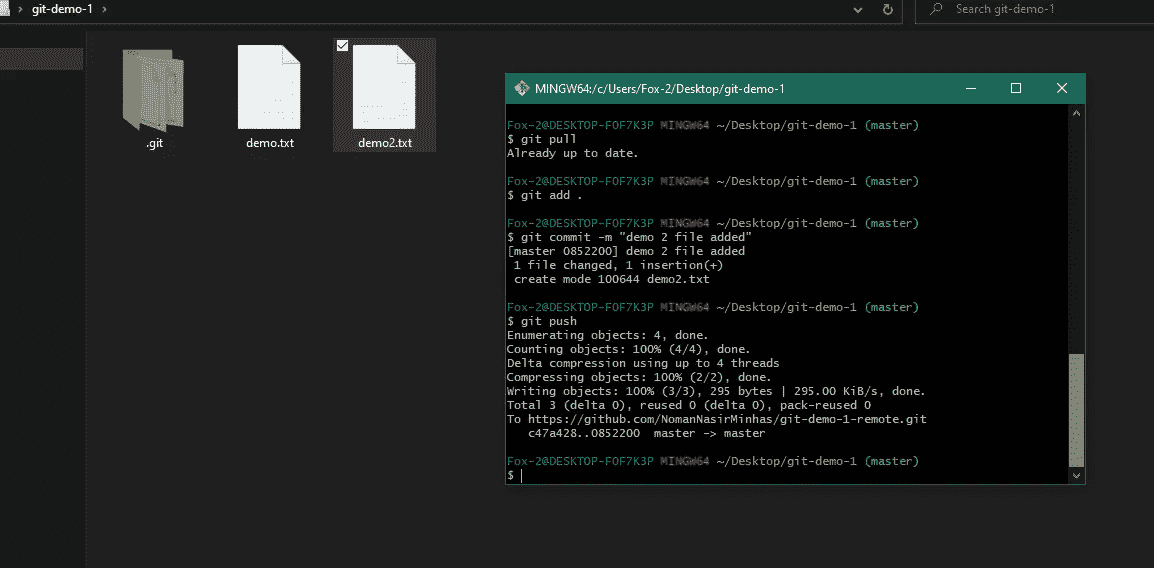 git-demo-1
Search git-demo-1
.git
demo.txt
demo2.txt
MINGW64:/c/Users/Fox-2/Desktop/git-demo-1
Fox-2@DESKTOP-F0F7K3P MINGW64 ~/Desktop/git-demo-1 (master)
$ git pull
Already up to date.
Fox-2@DESKTOP-F0F7K3P MINGW64 ~/Desktop/git-demo-1 (master)
$ git add .
Fox-2@DESKTOP-F0F7K3P MINGW64 ~/Desktop/git-demo-1 (master)
$ git commit -m "demo 2 file added"
[master 0852200] demo 2 file added
1 file changed, 1 insertion(+)
create mode 100644 demo2.txt
Fox-2@DESKTOP-F0F7K3P MINGW64 ~/Desktop/git-demo-1 (master)
$ git push
Enumerating objects: 4, done.
Counting objects: 100% (4/4), done.
Delta compression using up to 4 threads
Compressing objects: 100% (2/2), done.
Writing objects: 100% (3/3), 295 bytes | 295.00 KiB/s, done.
Total 3 (delta 0), reused 0 (delta 0), pack-reused 0
To https://github.com/NomanNasirMinhas/git-demo-1-remote.git
c47a428..0852200 master -> master
Fox-2@DESKTOP-F0F7K3P MINGW64 ~/Desktop/git-demo-1 (master)
$